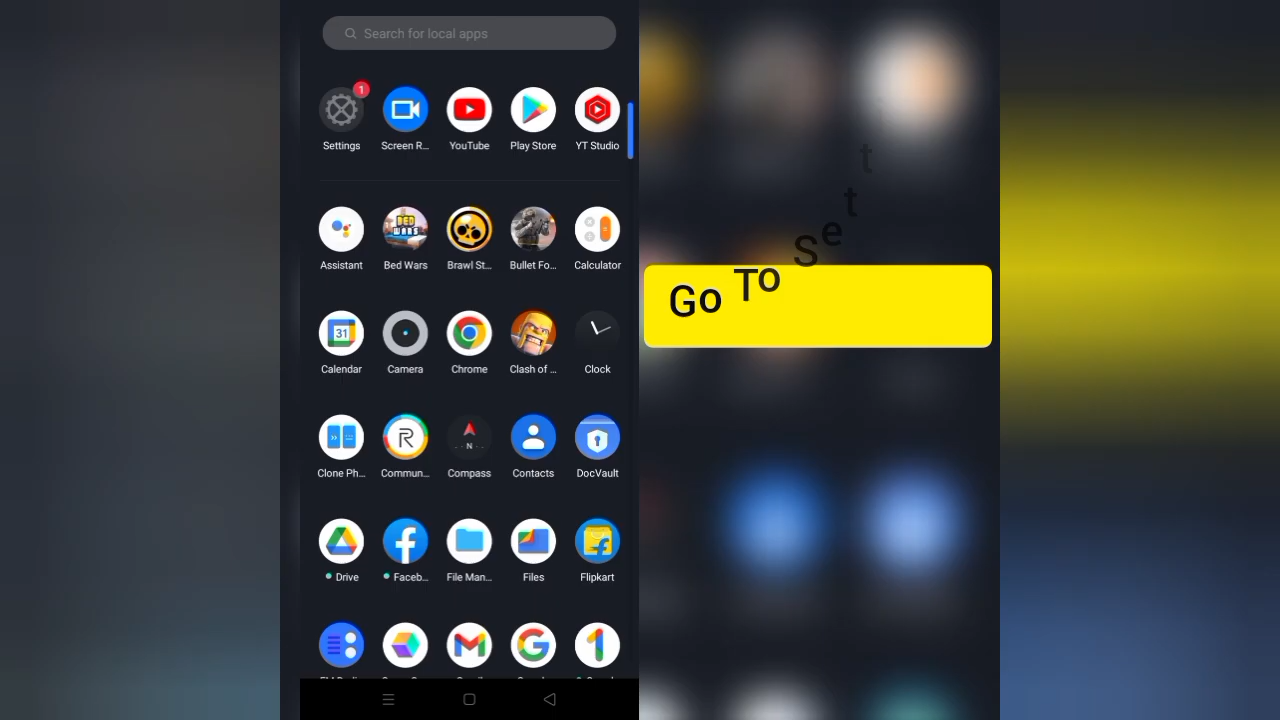 Search for local apps
1
Settings Screen R... YouTube Play Store YT Studio
Assistant Bed Wars Brawl St... Bullet Fo... Calculator
31
Calendar Camera Chrome Clash of ... Clock
N
Clone Ph... Commun... Compass Contacts DocVault
Drive Faceb... File Man... Files Flipkart
Go To Sett